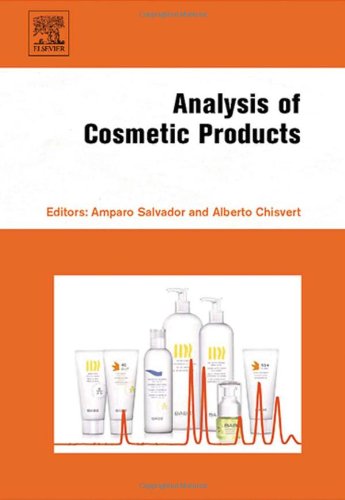 ELSEVIER
Analysis of
Cosmetic Products
Editors: Amparo Salvador and Alberto Chisvert